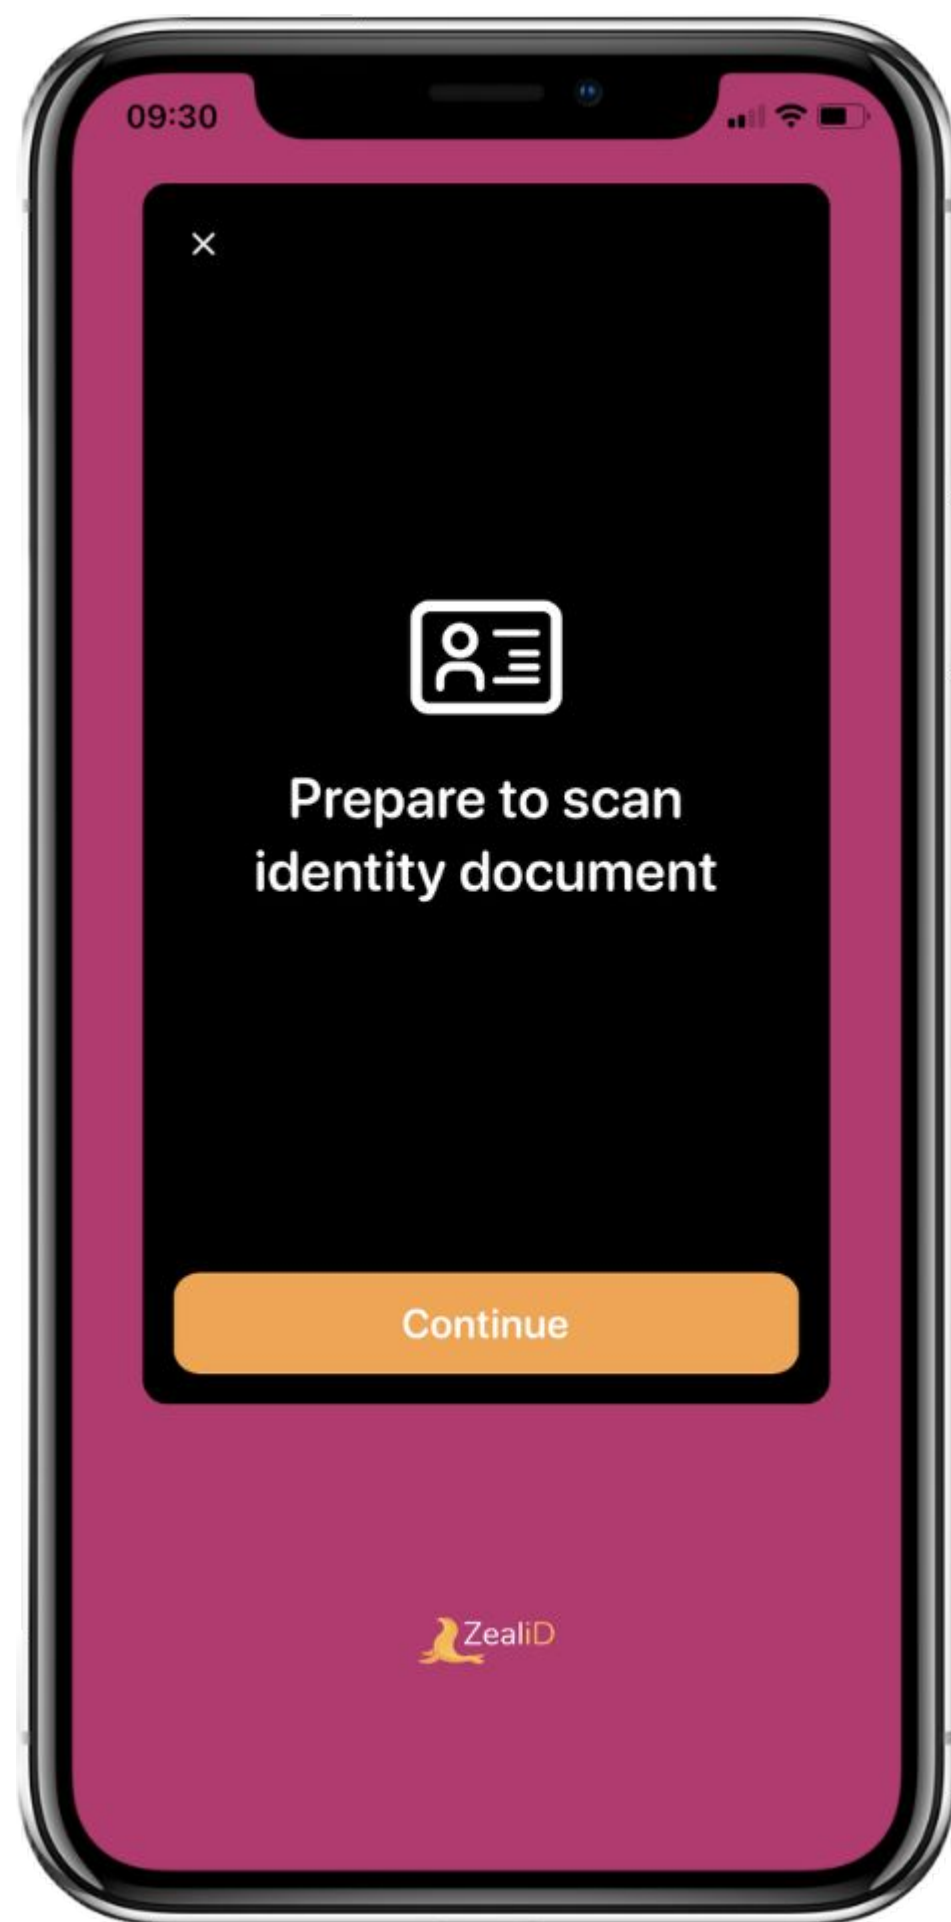 09:30
Prepare to scan
identity document
Continue
ZealiD